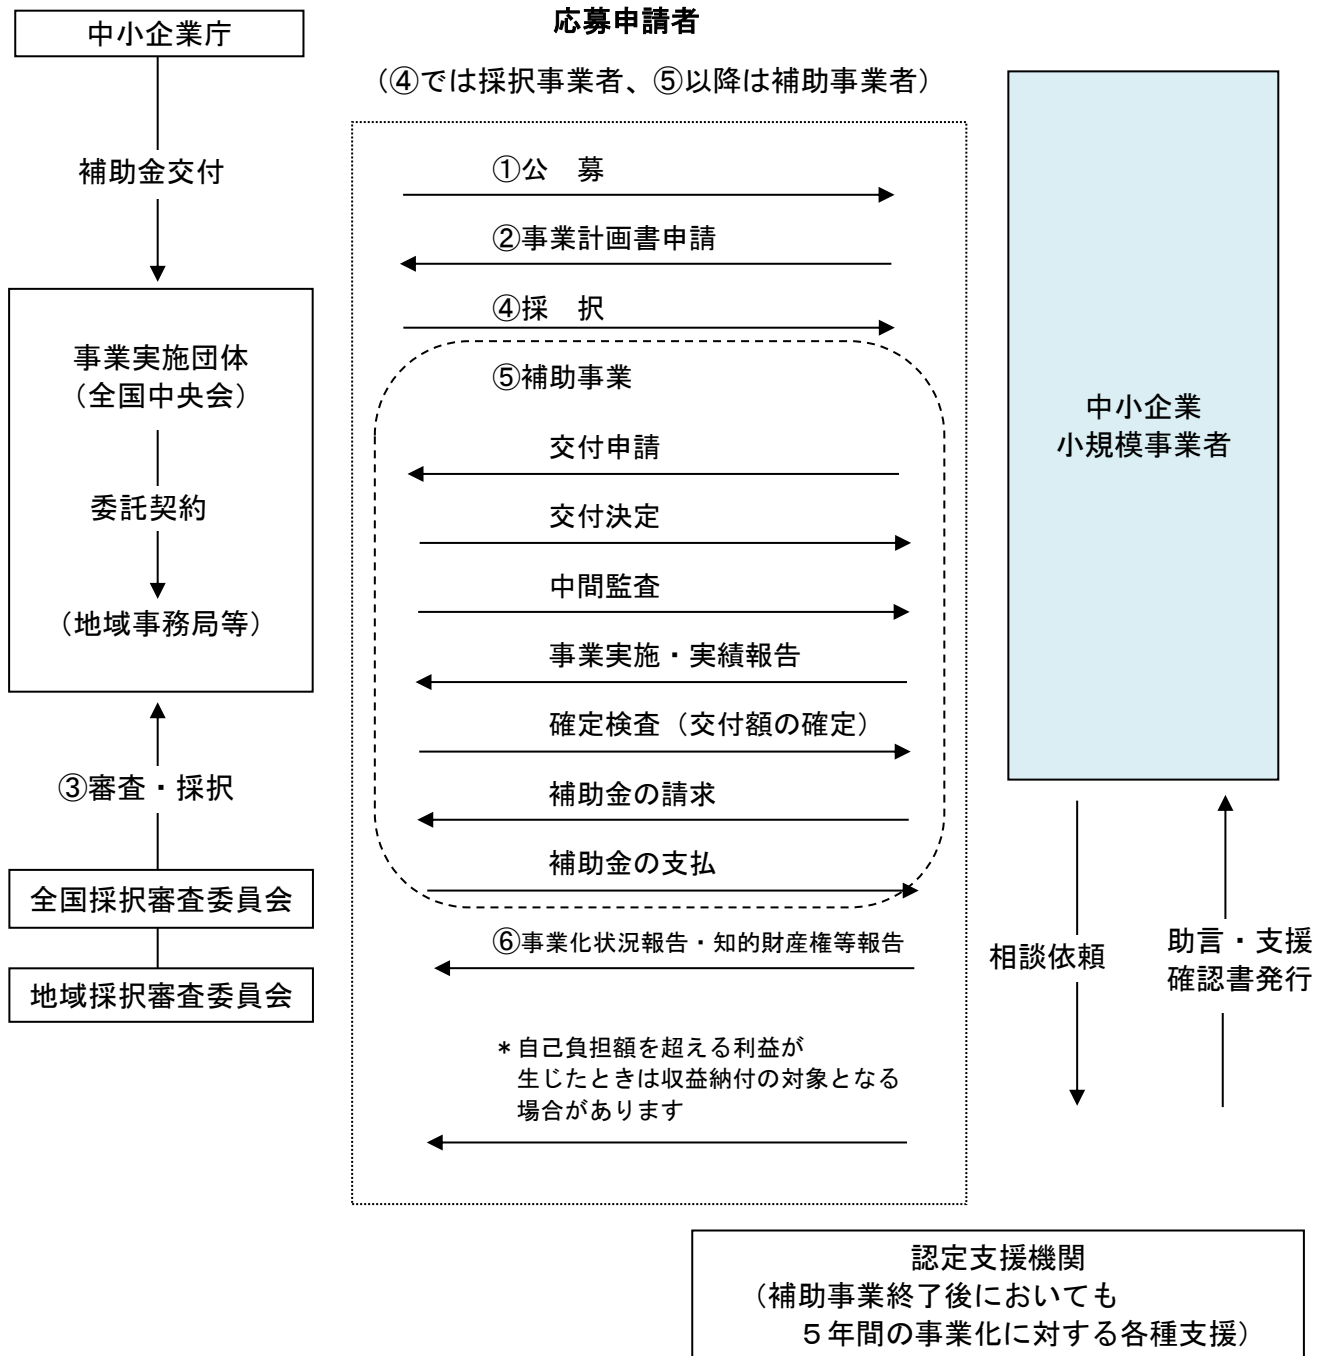 応募申請者
（④では採択事業者、⑤以降は補助事業者）
中小企業庁
補助金交付
事業実施団体
（全国中央会）
委託契約
（地域事務局等）
③審査・採択
全国採択審査委員会
地域採択審査委員会
①公　募
②事業計画書申請
④採　択
⑤補助事業
交付申請
交付決定
中間監査
事業実施・実績報告
確定検査（交付額の確定）
補助金の請求
補助金の支払
⑥事業化状況報告・知的財産権等報告
＊自己負担額を超える利益が
生じたときは収益納付の対象となる
場合があります
中小企業
小規模事業者
相談依頼
助言・支援
確認書発行
認定支援機関
（補助事業終了後においても
５年間の事業化に対する各種支援）